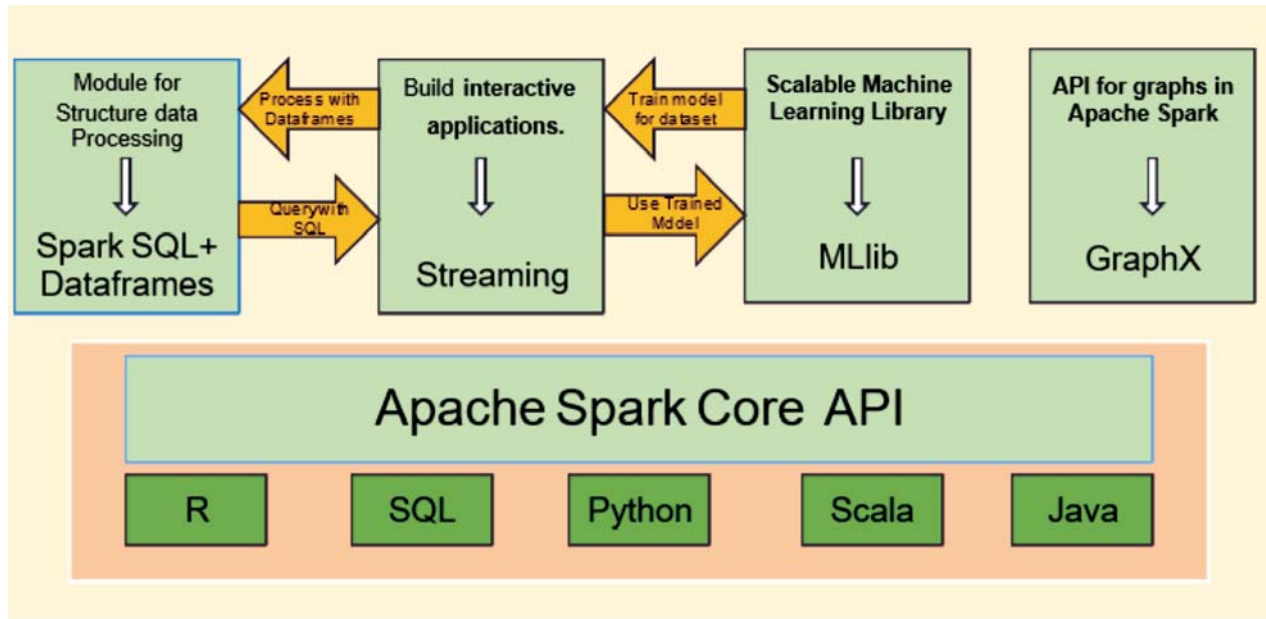 Module for
Structure data
Processing
Spark SQL+
Dataframes
Process with
Dataframes
Querywith
SQL
Build interactive
applications.
Streaming
Train model
for dataset
Use Trained
Model
Scalable Machine
Learning Library
MLlib
API for graphs in
Apache Spark
GraphX
Apache Spark Core API
R
SQL
Python
Scala
Java